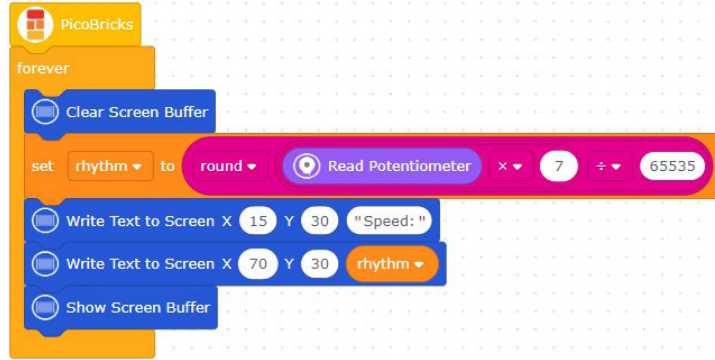 PicoBricks
forever
Clear Screen Buffer
set rhythm to round Read Potentiometer × 7 ÷ 65535
Write Text to Screen X 15 Y 30 "Speed:"
Write Text to Screen X 70 Y 30 rhythm
Show Screen Buffer